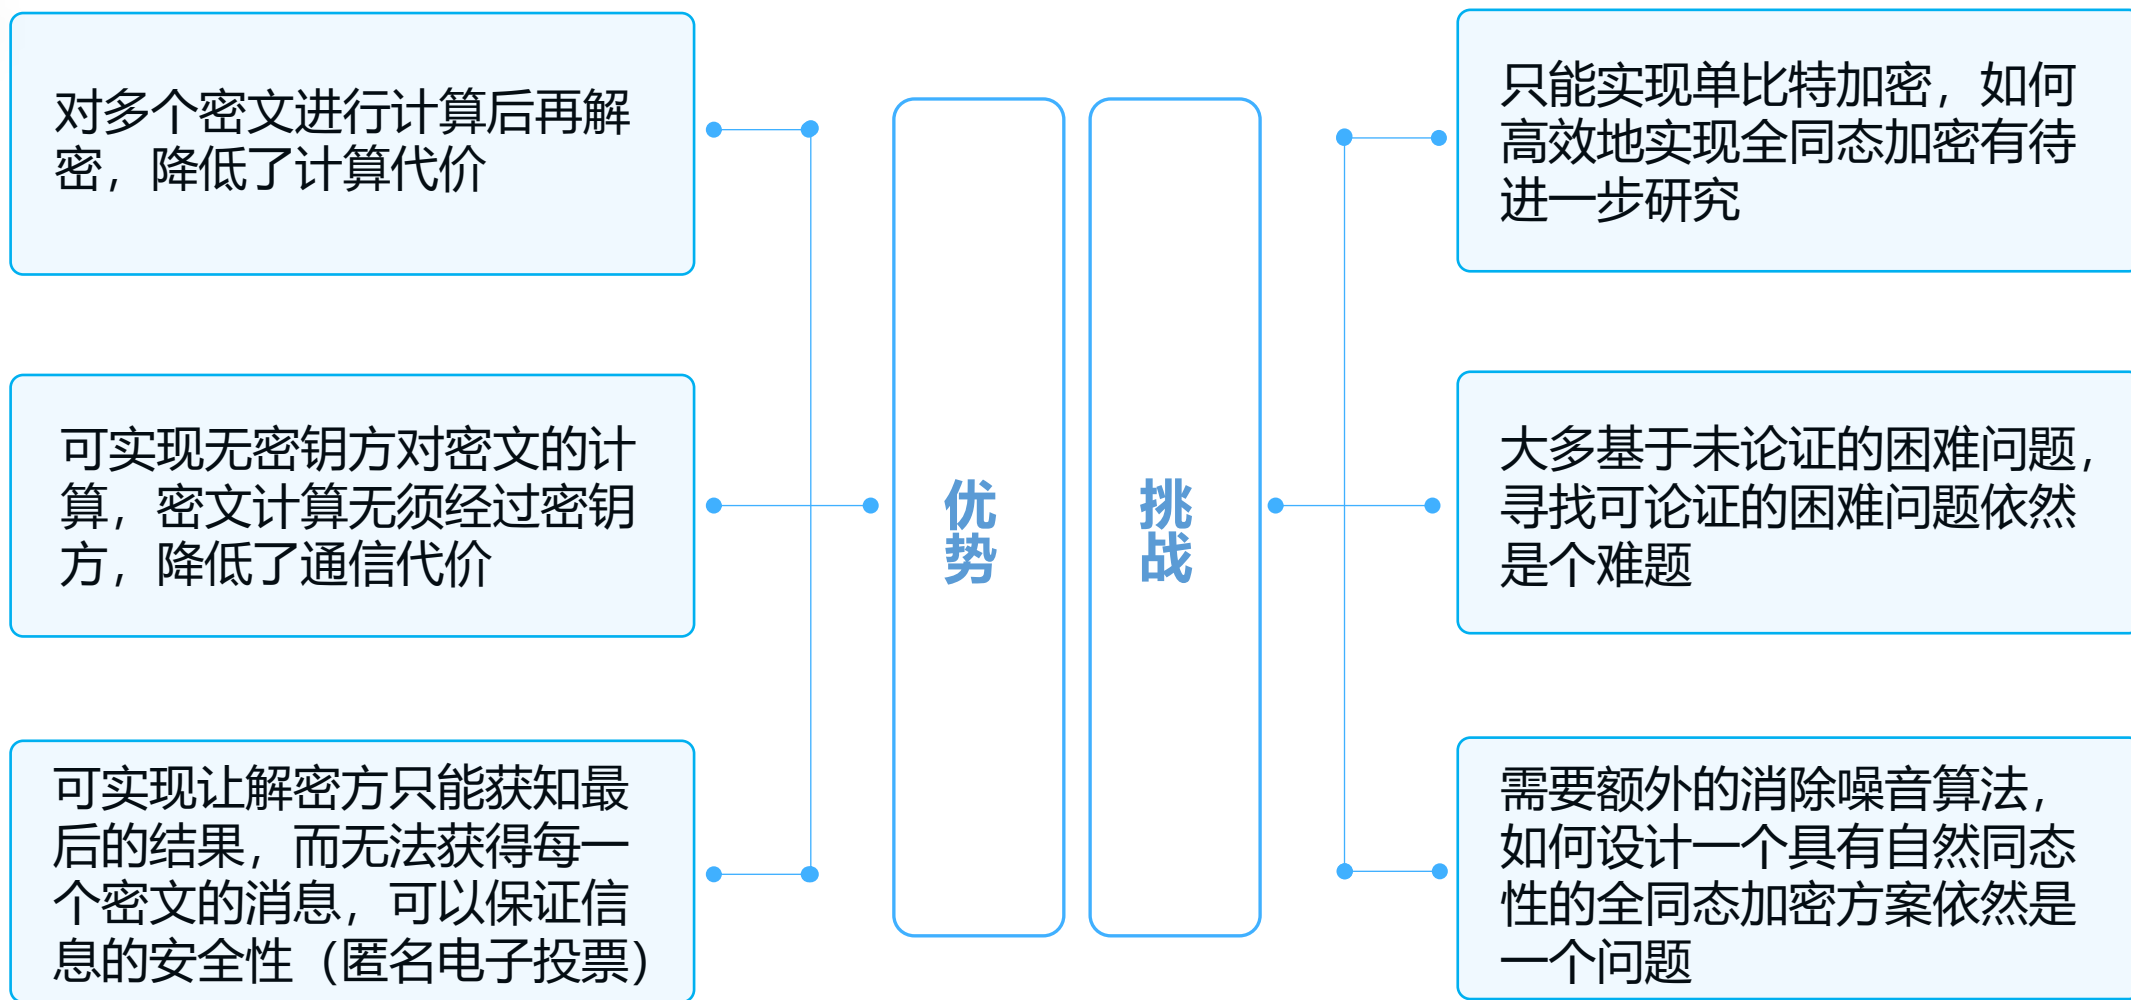 对多个密文进行计算后再解
密，降低了计算代价
可实现无密钥方对密文的计
算，密文计算无须经过密钥
方，降低了通信代价
可实现让解密方只能获知最
后的结果，而无法获得每一
个密文的消息，可以保证信
息的安全性（匿名电子投票）
优
势
挑
战
只能实现单比特加密，如何
高效地实现全同态加密有待
进一步研究
大多基于未论证的困难问题，
寻找可论证的困难问题依然
是个难题
需要额外的消除噪音算法，
如何设计一个具有自然同态
性的全同态加密方案依然是
一个问题